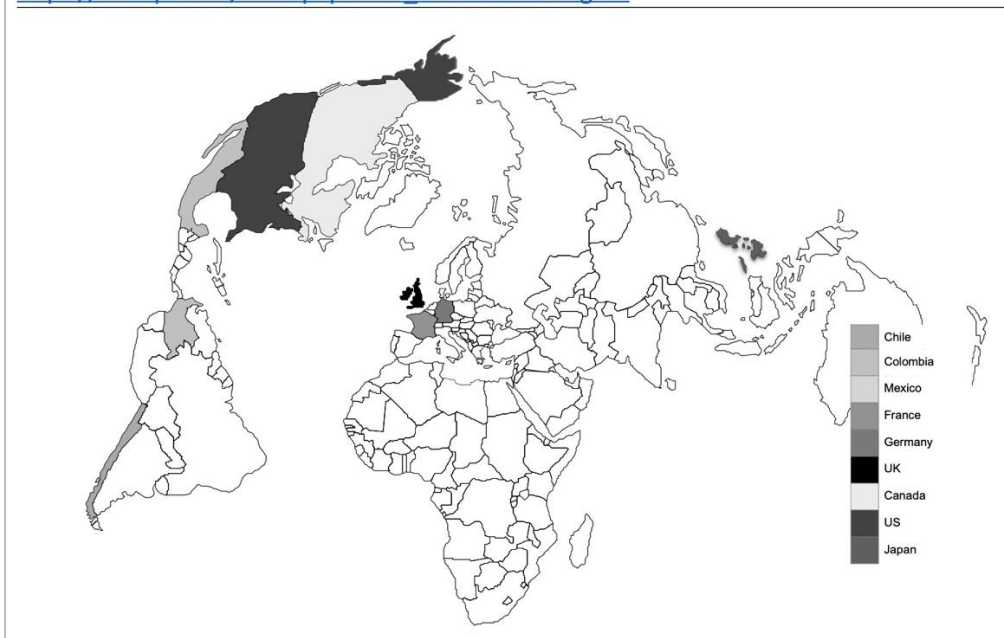 Chile
Colombia
Mexico
France
Germany
UK
Canada
US
Japan